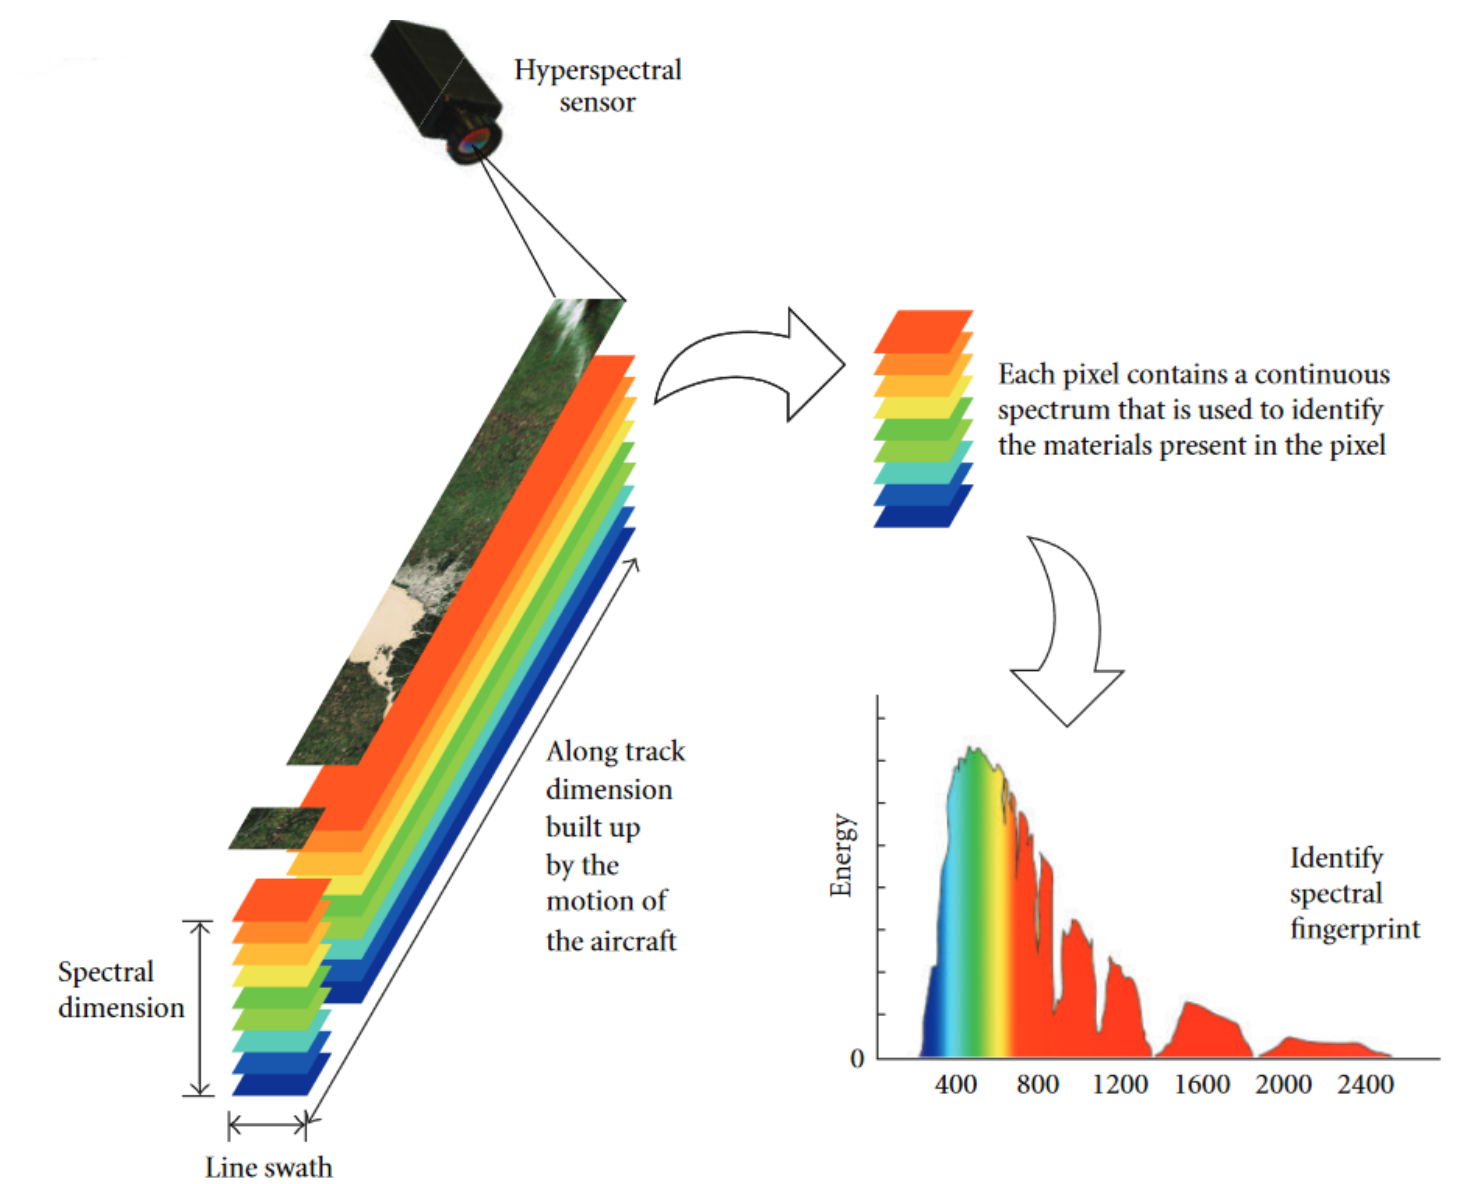 Hyperspectral
sensor
Each pixel contains a continuous
spectrum that is used to identify
the materials present in the pixel
Along track
dimension
built up
by the
motion of
the aircraft
Spectral
dimension
Line swath
Energy
0
400 800 1200 1600 2000 2400
Identify
spectral
fingerprint